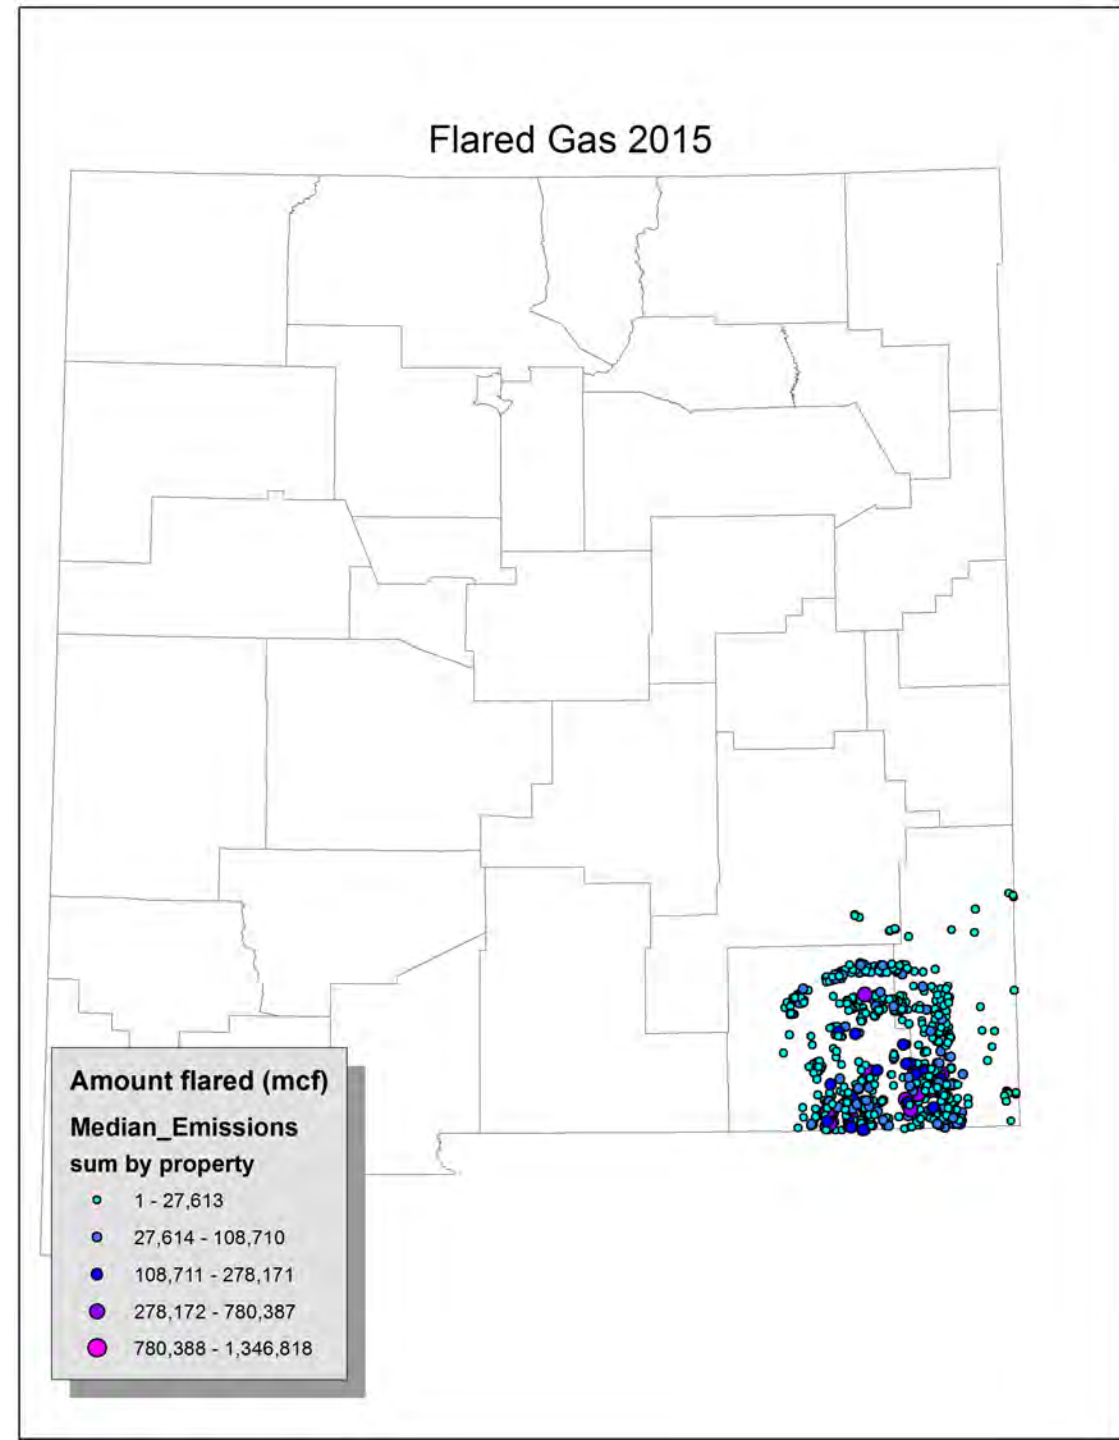 Flared Gas 2015
Amount flared (mcf)
Median_Emissions
sum by property
1 - 27,613
27,614 - 108,710
108,711 - 278,171
278,172 - 780,387
780,388 - 1,346,818